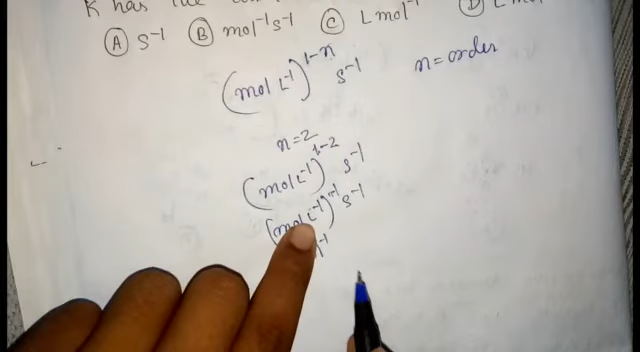 K has the
(A) S⁻¹ (B) mol⁻¹ s⁻¹ (C) L mol⁻¹ (D) L mol
(mol L⁻¹)¹⁻ⁿ s⁻¹ n = order
n = 2
(mol L⁻¹)¹⁻² s⁻¹
(mol L⁻¹)⁻¹ s⁻¹